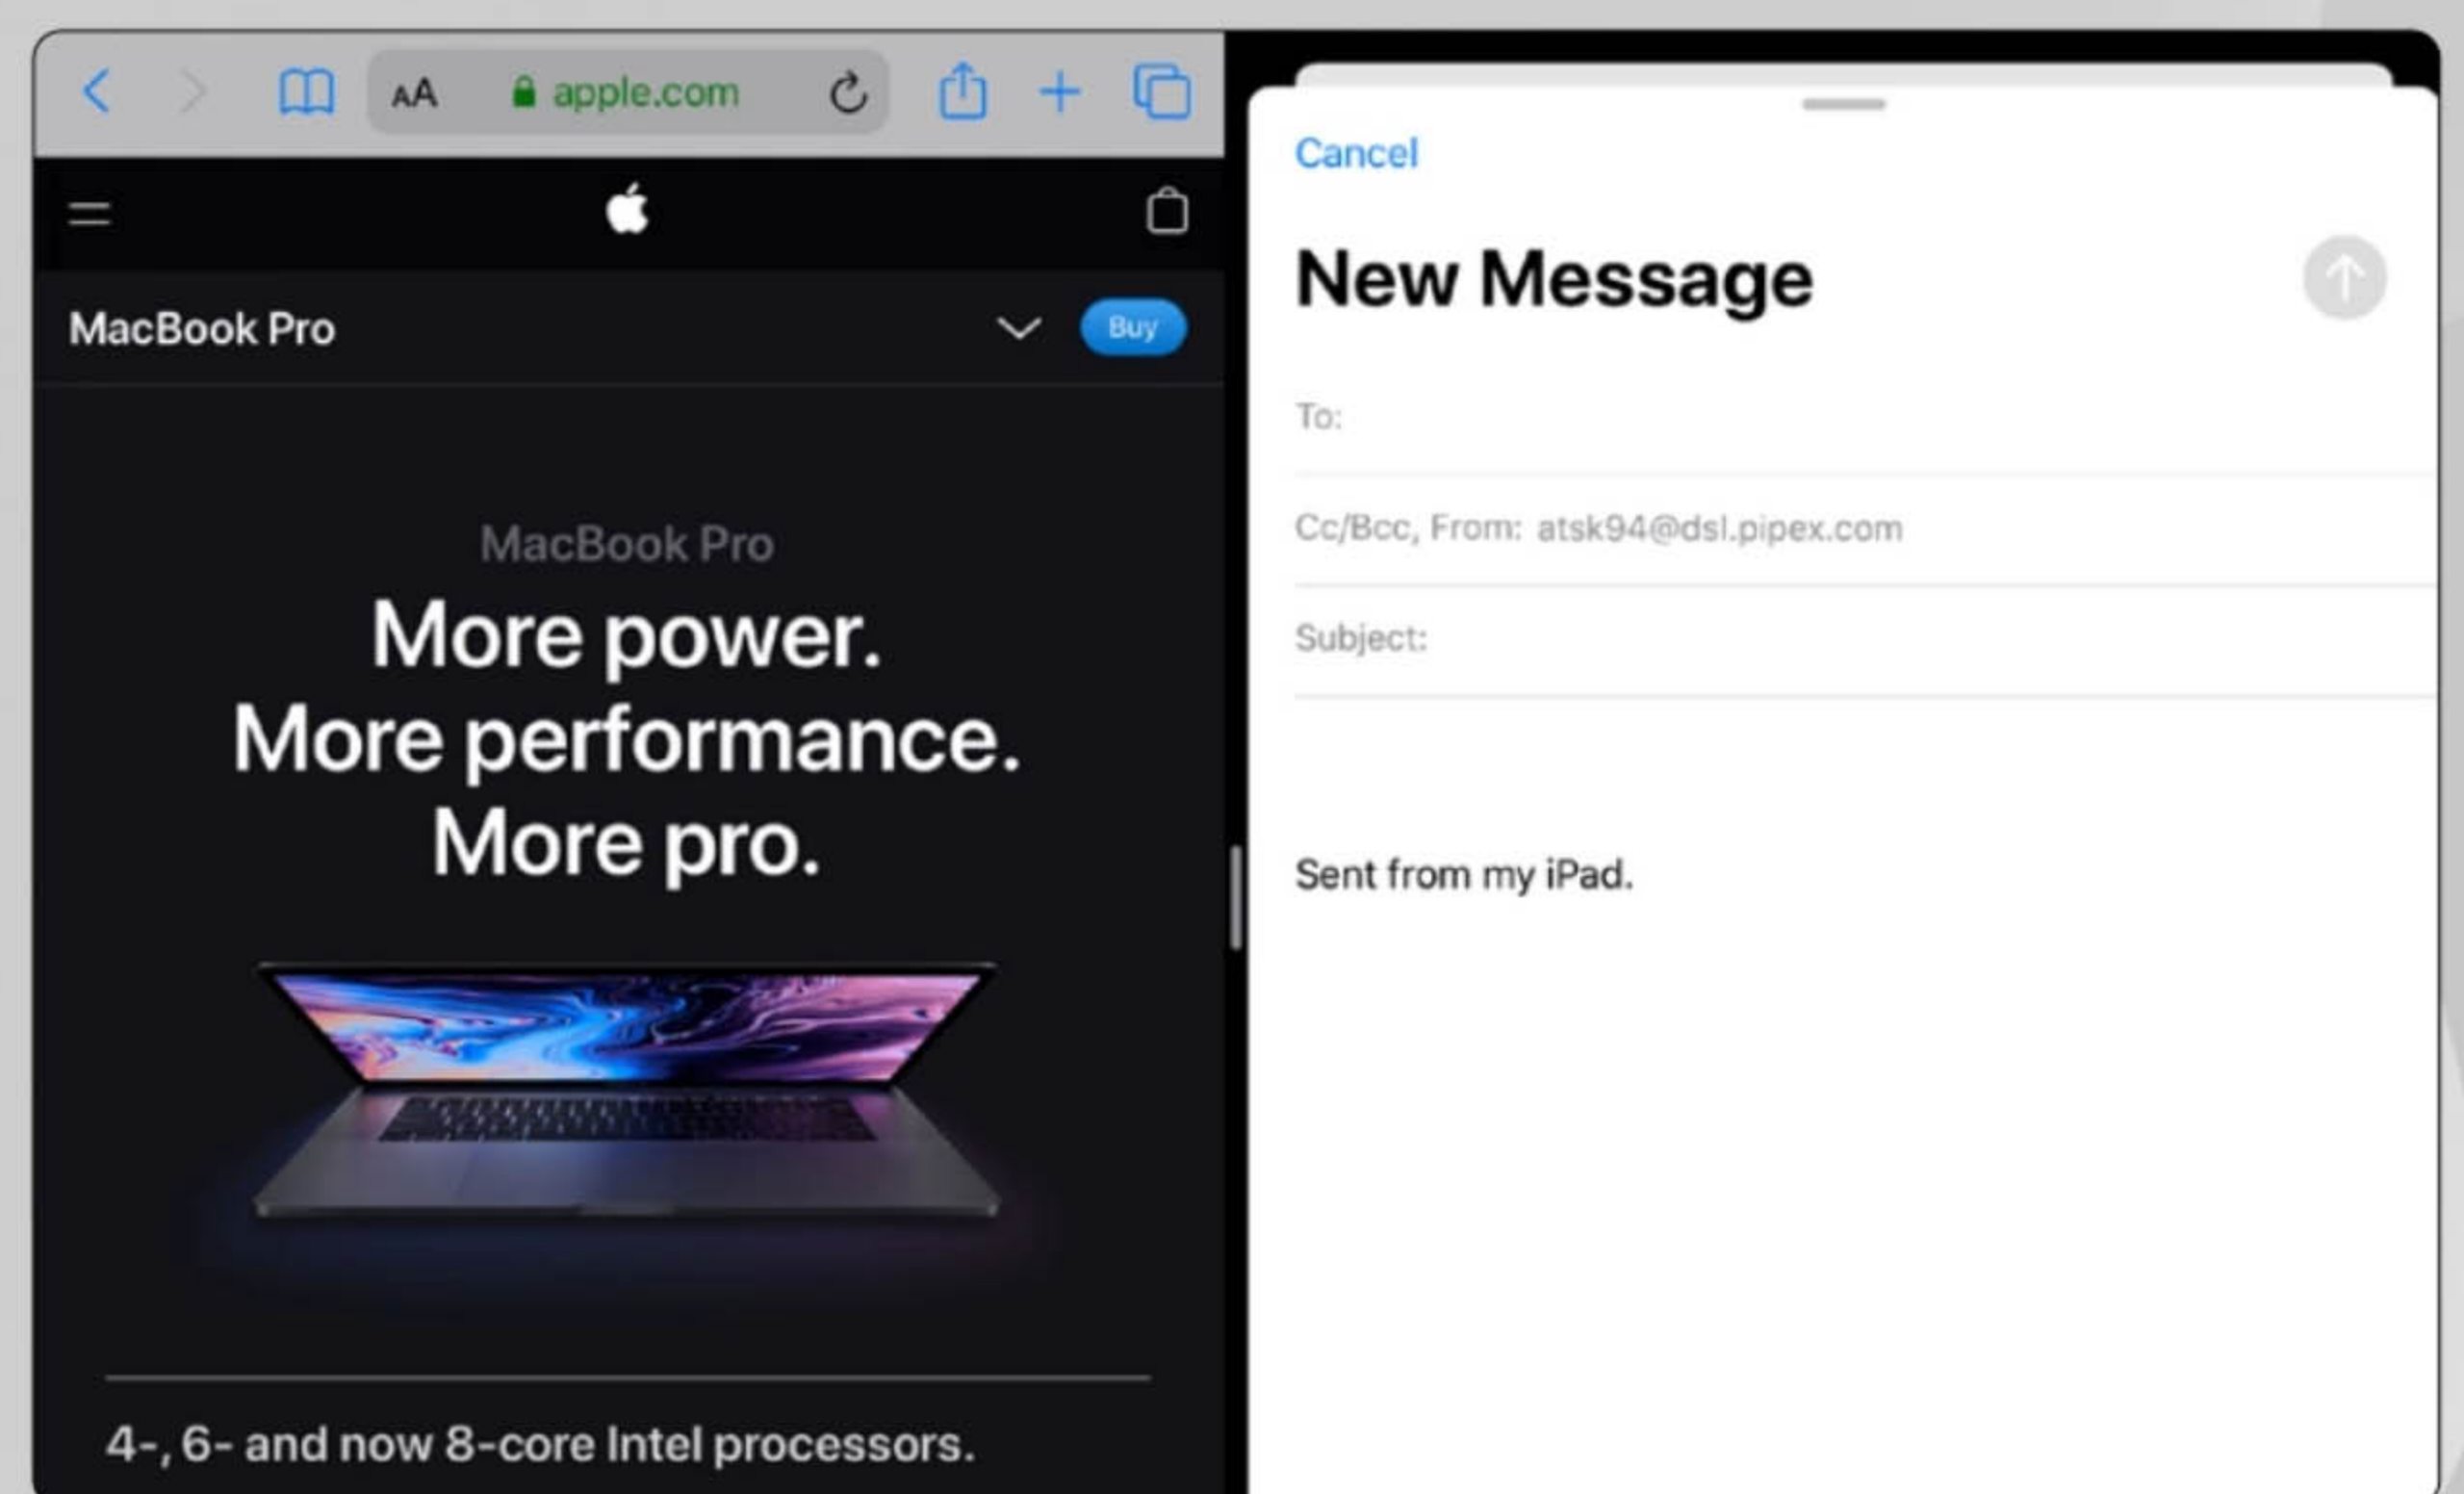 AA apple.com
MacBook Pro
Buy
MacBook Pro
More power.
More performance.
More pro.
4-, 6- and now 8-core Intel processors.
Cancel
New Message
To:
Cc/Bcc, From: atsk94@dsl.pipex.com
Subject:
Sent from my iPad.